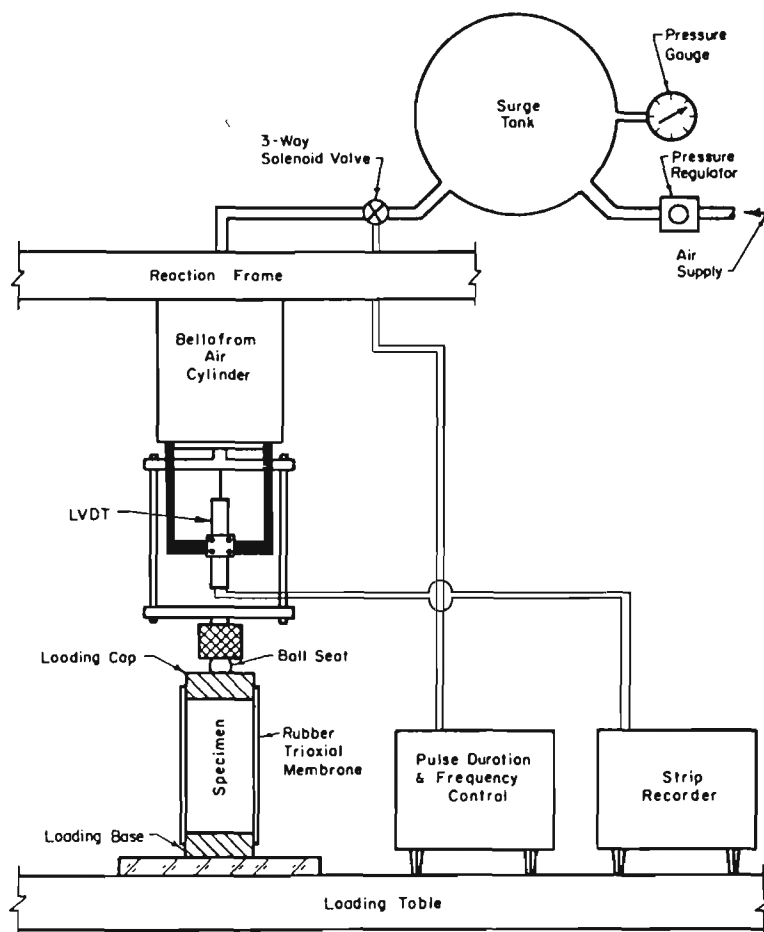 Pressure
Gauge
Surge
Tank
3-Way
Solenoid Valve
Pressure
Regulator
Air
Supply
Reaction Frame
Bellofrom
Air
Cylinder
LVDT
Loading Cap
Ball Seat
Specimen
Rubber
Triaxial
Membrane
Pulse Duration
& Frequency
Control
Strip
Recorder
Loading Base
Loading Table